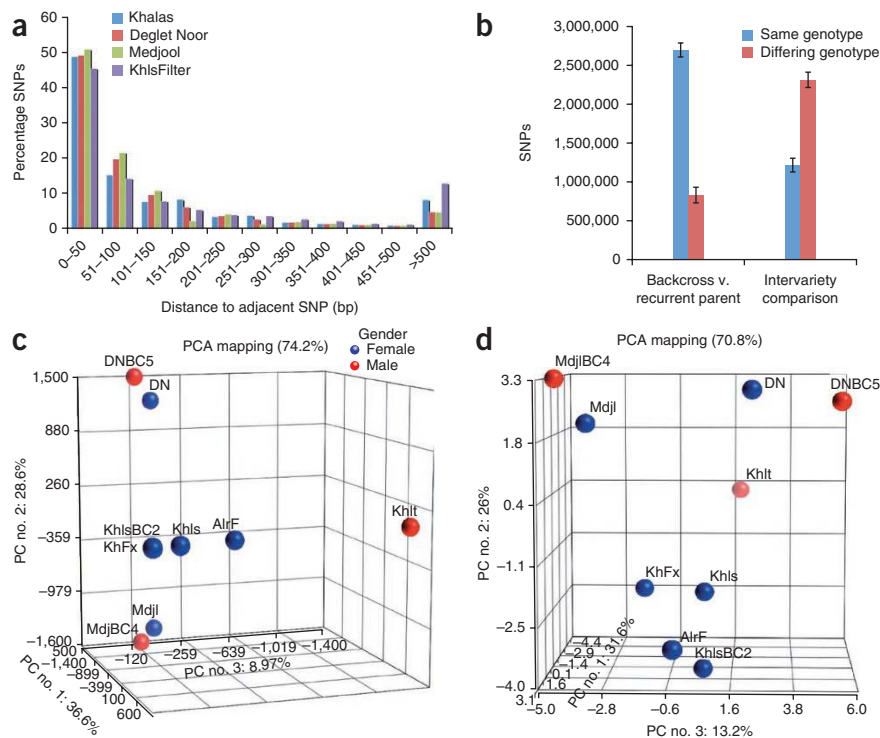 a
60
50
40
30
20
10
0
Percentage SNPs
Khalas
Deglet Noor
Medjool
KhlsFilter
0–50
51–100
101–150
151–200
201–250
251–300
301–350
351–400
401–450
451–500
>500
Distance to adjacent SNP (bp)
b
3,000,000
2,500,000
2,000,000
1,500,000
1,000,000
500,000
0
SNPs
Same genotype
Differing genotype
Backcross v.
recurrent parent
Intervariety
comparison
c
PCA mapping (74.2%)
Gender
Female
Male
1,500
880
260
−359
−979
−1,600
PC no. 2: 28.6%
DNBC5
DN
KhlsBC2
KhFx
Khls
AlrF
Khlt
Mdjl
MdjBC4
500
−1,400
−899
−399
100
600
PC no. 1: 36.6%
−120
−259
−639
−1,019
−1,400
PC no. 3: 8.97%
d
PCA mapping (70.8%)
3.3
1.8
0.4
−1.1
−2.5
−4.0
PC no. 2: 26%
MdjlBC4
Mdjl
DN
DNBC5
Khlt
KhFx
Khls
AlrF
KhlsBC2
−4.4
−2.9
−1.4
0.1
1.6
3.1
PC no. 1: 31.6%
−5.0
−2.8
−0.6
1.6
3.8
6.0
PC no. 3: 13.2%